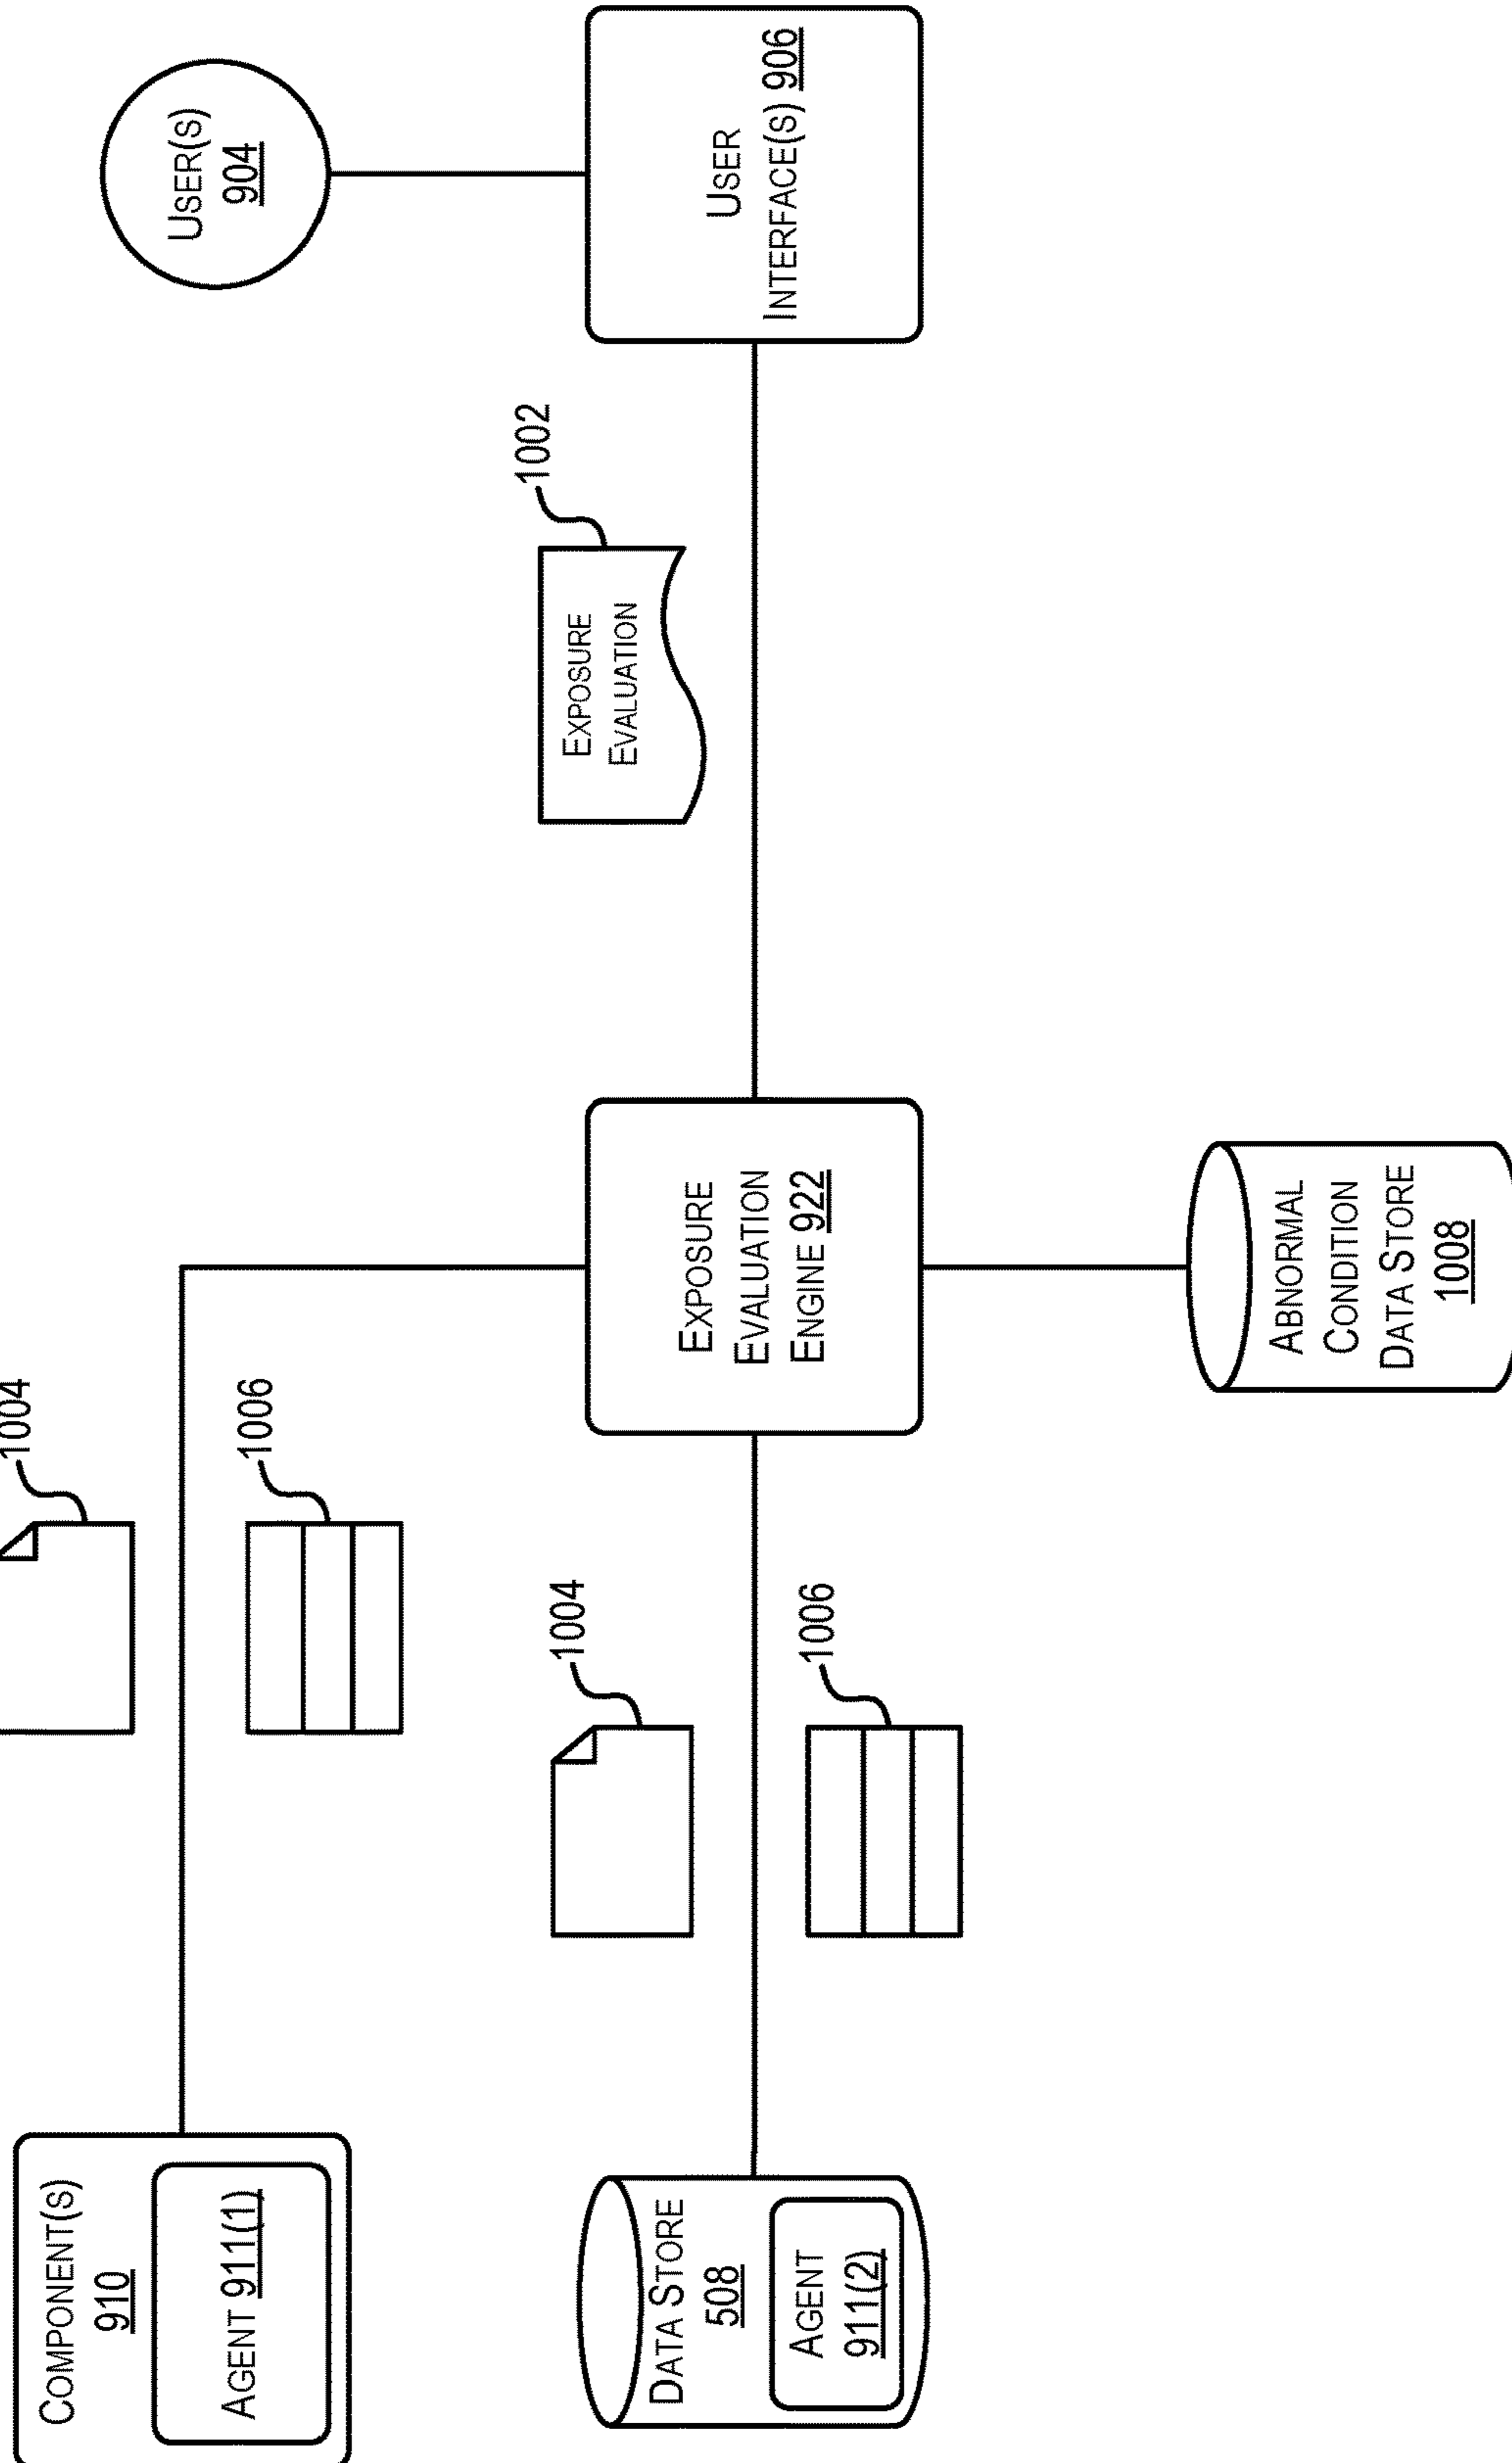 COMPONENT(S)
910
AGENT 911(1)
1004
1006
USER(S)
904
DATA STORE
508
AGENT
911(2)
1004
1006
EXPOSURE
EVALUATION
ENGINE 922
1002
EXPOSURE
EVALUATION
USER
INTERFACE(S) 906
ABNORMAL
CONDITION
DATA STORE
1008